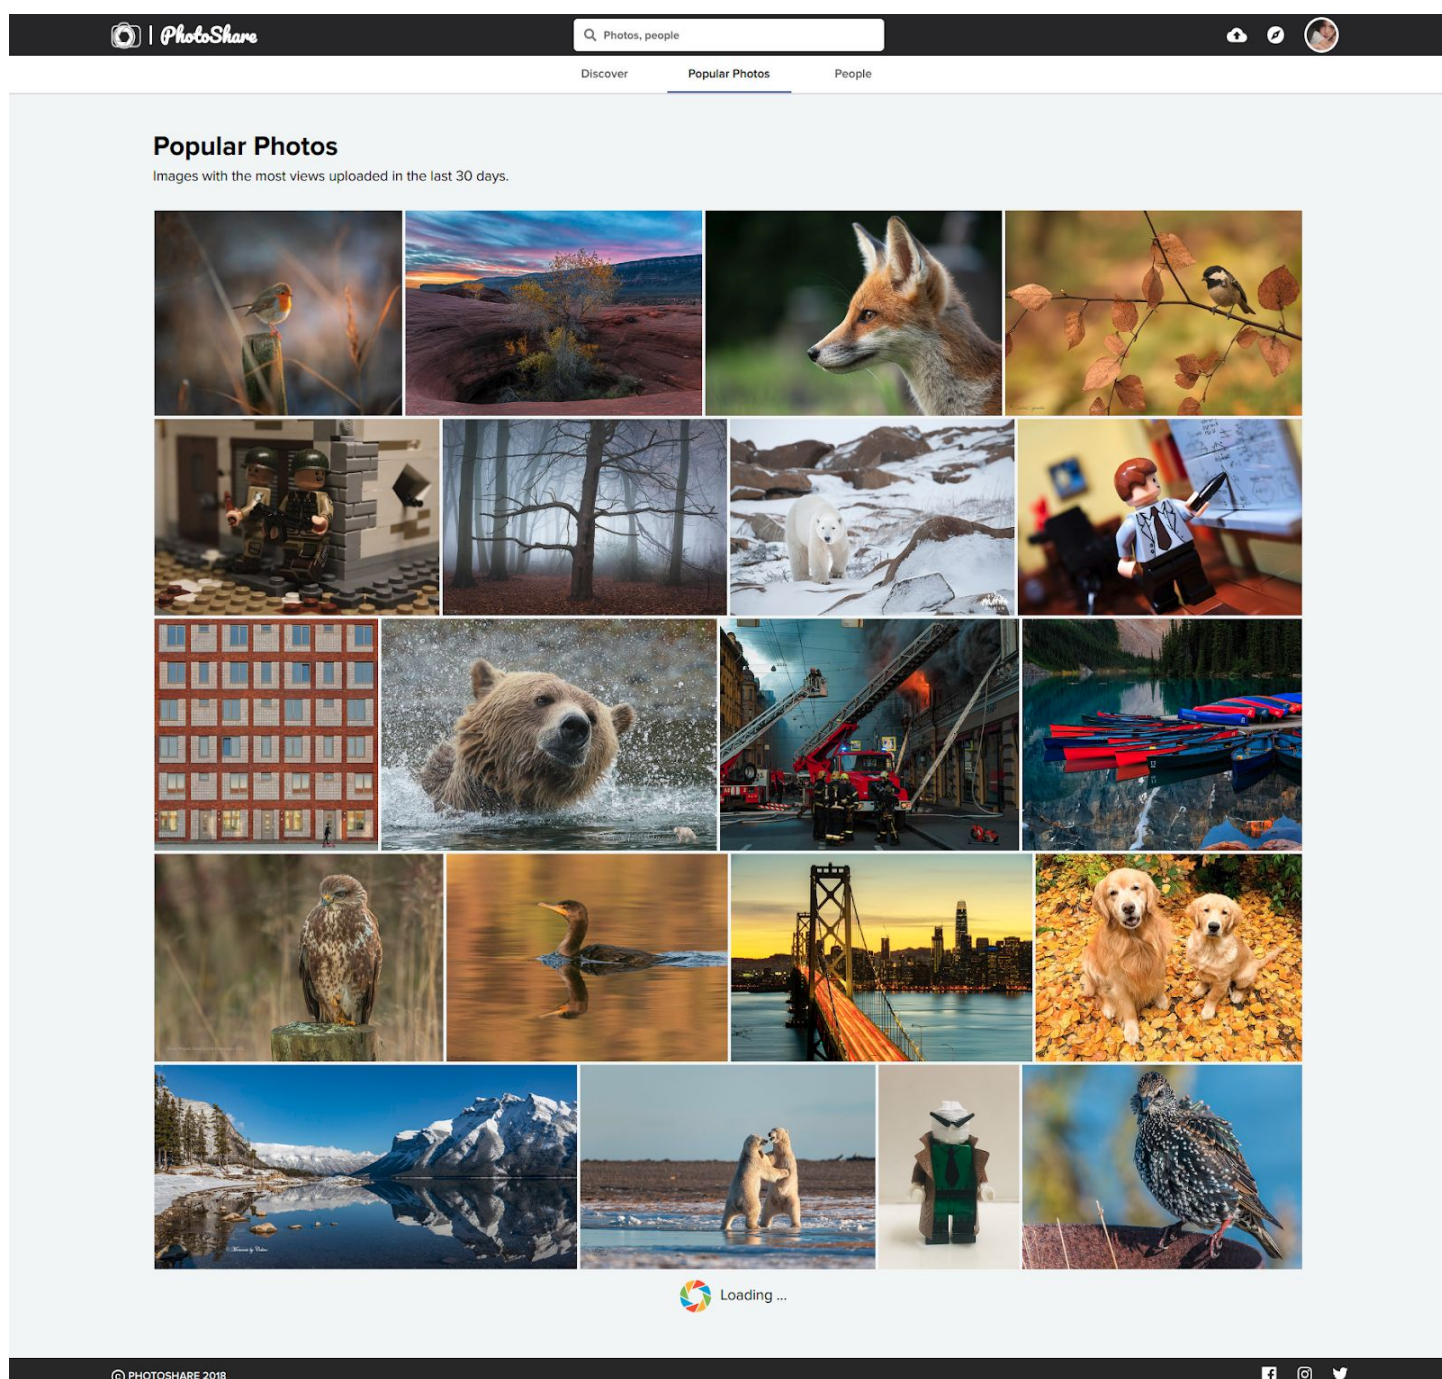 PhotoShare
Photos, people
Discover
Popular Photos
People
Popular Photos
Images with the most views uploaded in the last 30 days.
Loading ...
© PHOTOSHARE 2018